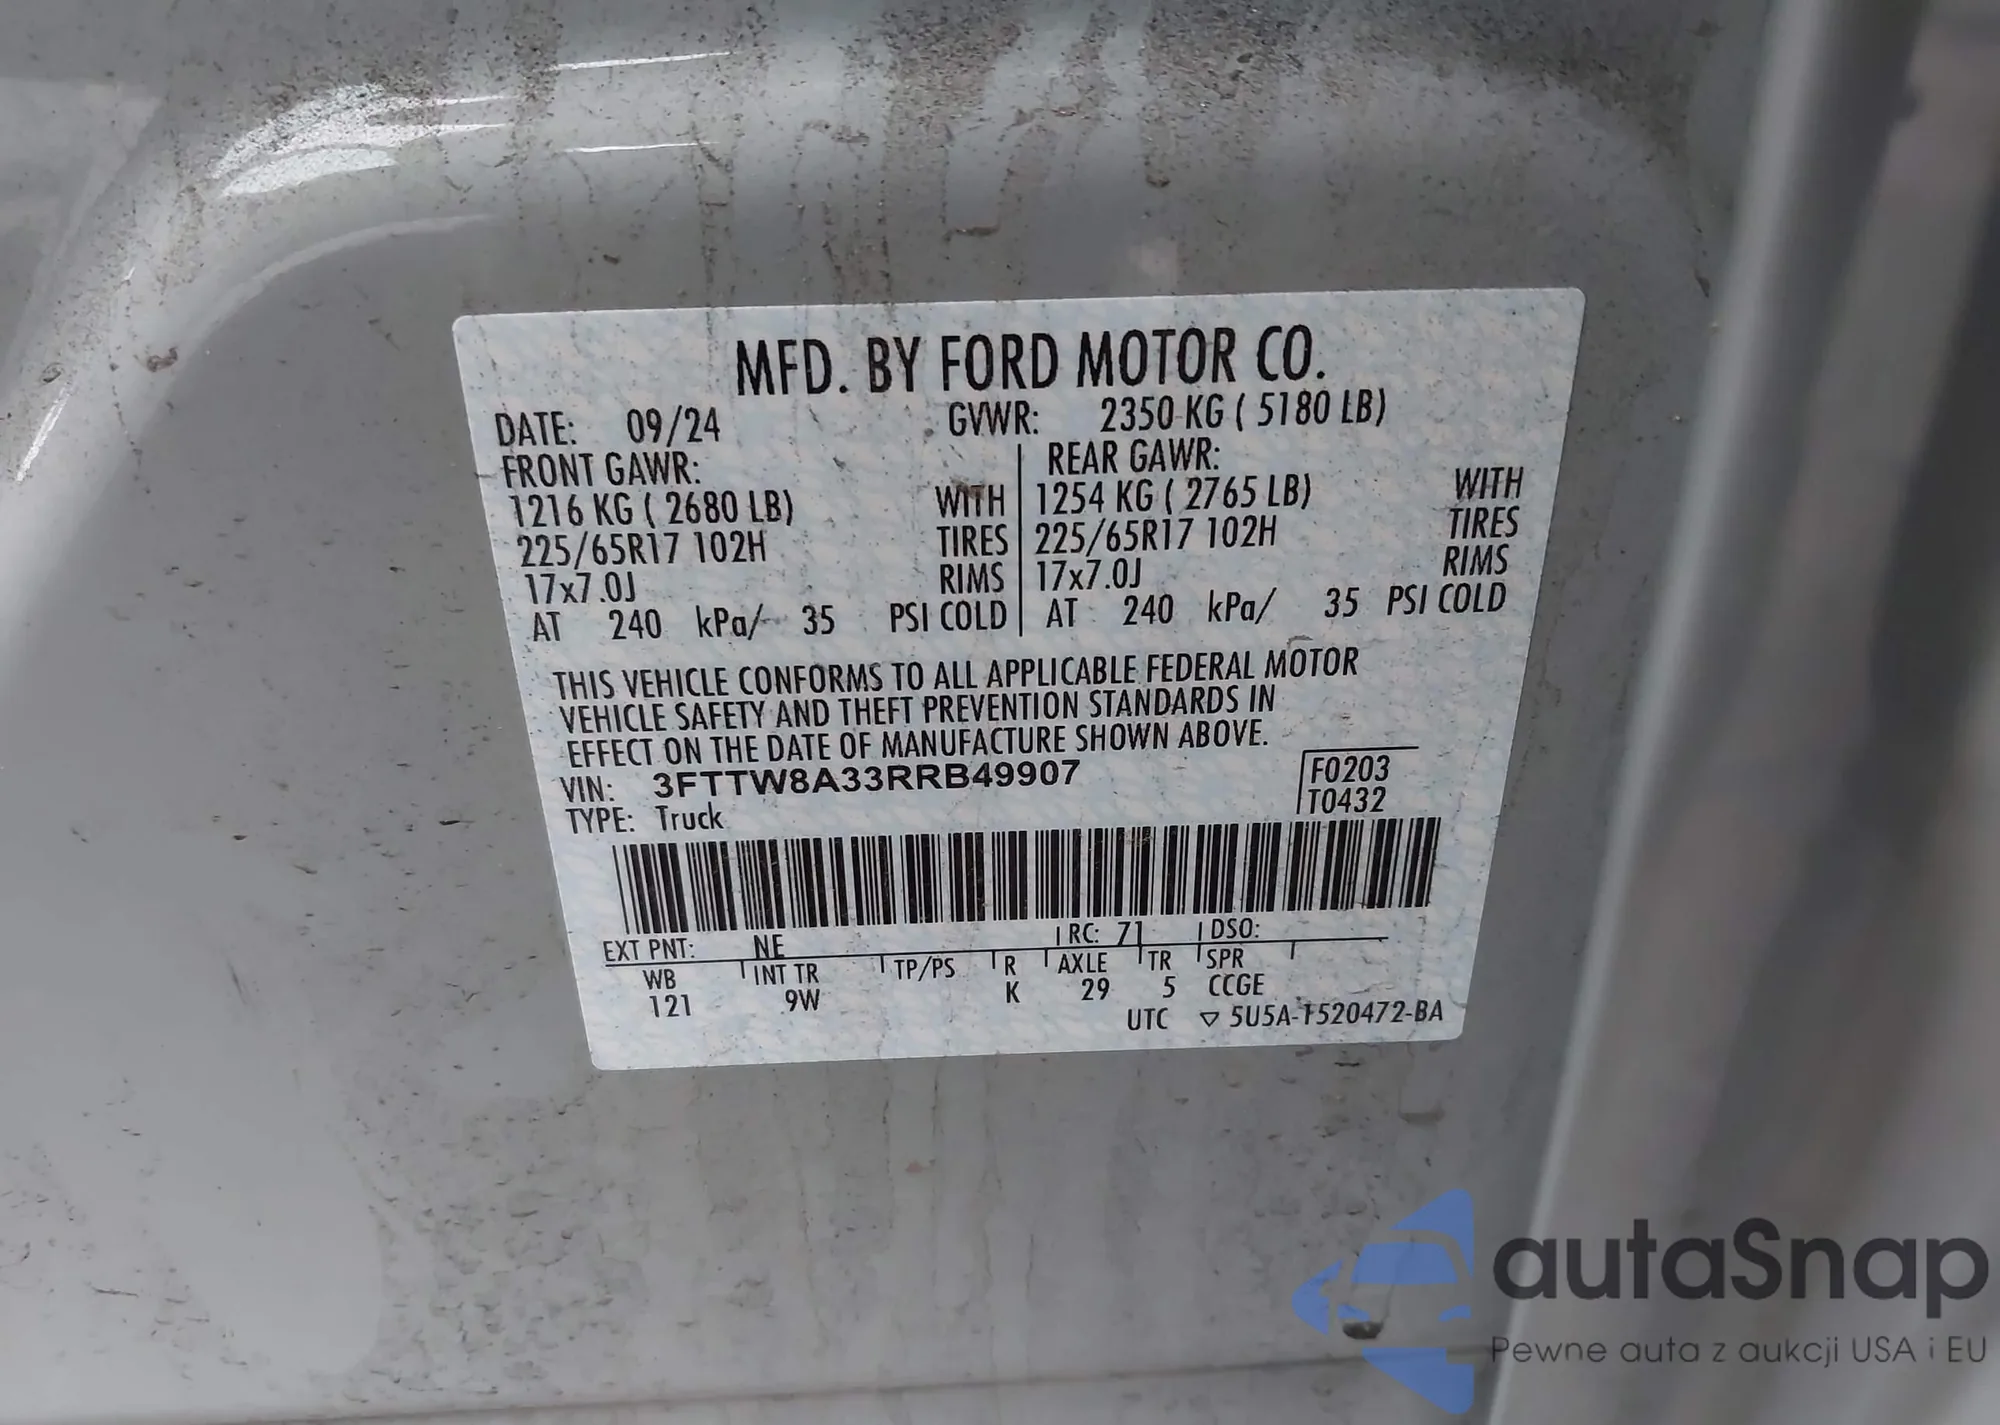 MFD. BY FORD MOTOR CO.
DATE: 09/24 GVWR: 2350 KG ( 5180 LB)
FRONT GAWR: REAR GAWR:
1216 KG ( 2680 LB) WITH 1254 KG ( 2765 LB) WITH
225/65R17 102H TIRES 225/65R17 102H TIRES
17x7.0J RIMS 17x7.0J RIMS
AT 240 kPa/ 35 PSI COLD AT 240 kPa/ 35 PSI COLD
THIS VEHICLE CONFORMS TO ALL APPLICABLE FEDERAL MOTOR
VEHICLE SAFETY AND THEFT PREVENTION STANDARDS IN
EFFECT ON THE DATE OF MANUFACTURE SHOWN ABOVE.
VIN: 3FTTW8A33RRB49907 F0203
TYPE: Truck T0432
EXT PNT: NE RC: 71 DSO:
WB INT TR TP/PS R AXLE TR SPR
121 9W K 29 5 CCGE
UTC ▽ 5U5A-1520472-BA
autaSnap
Pewne auta z aukcji USA i EU